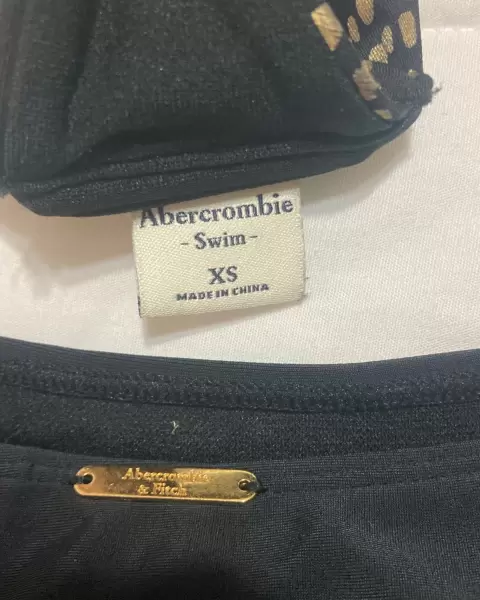 Abercrombie
- Swim -
XS
MADE IN CHINA
Abercrombie
& Fitch